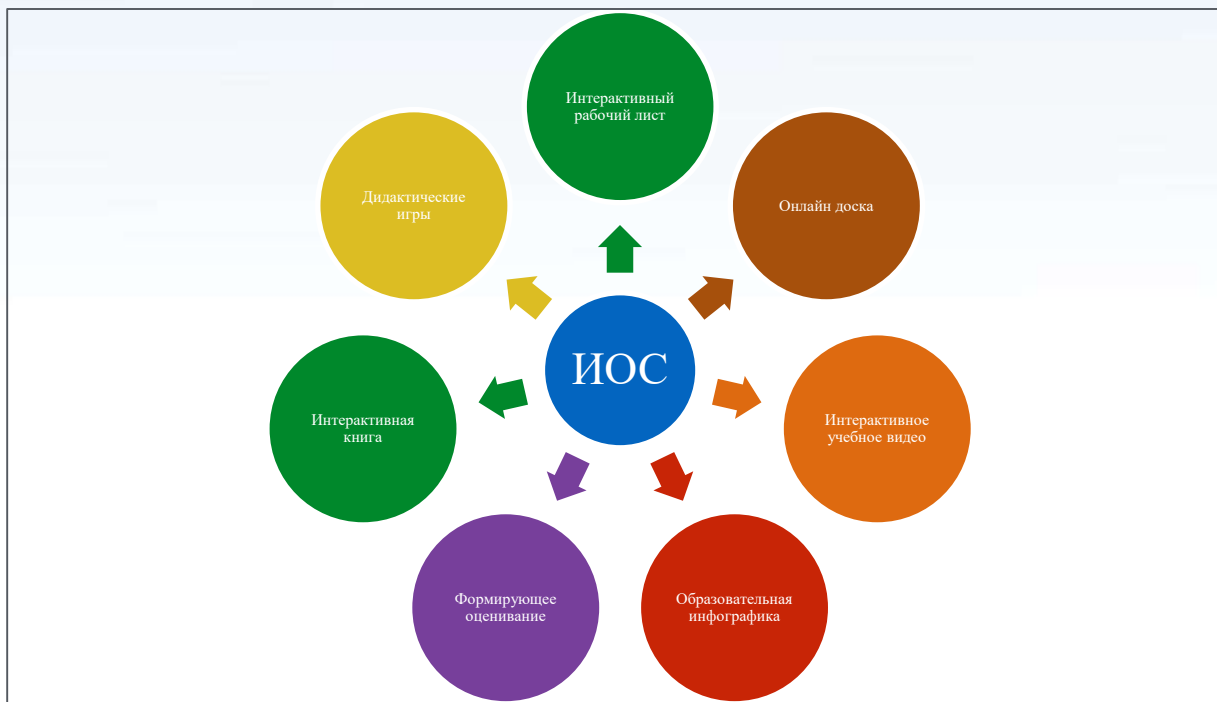 Интерактивный
рабочий лист
Дидактические
игры
Онлайн доска
ИОС
Интерактивная
книга
Интерактивное
учебное видео
Формирующее
оценивание
Образовательная
инфографика